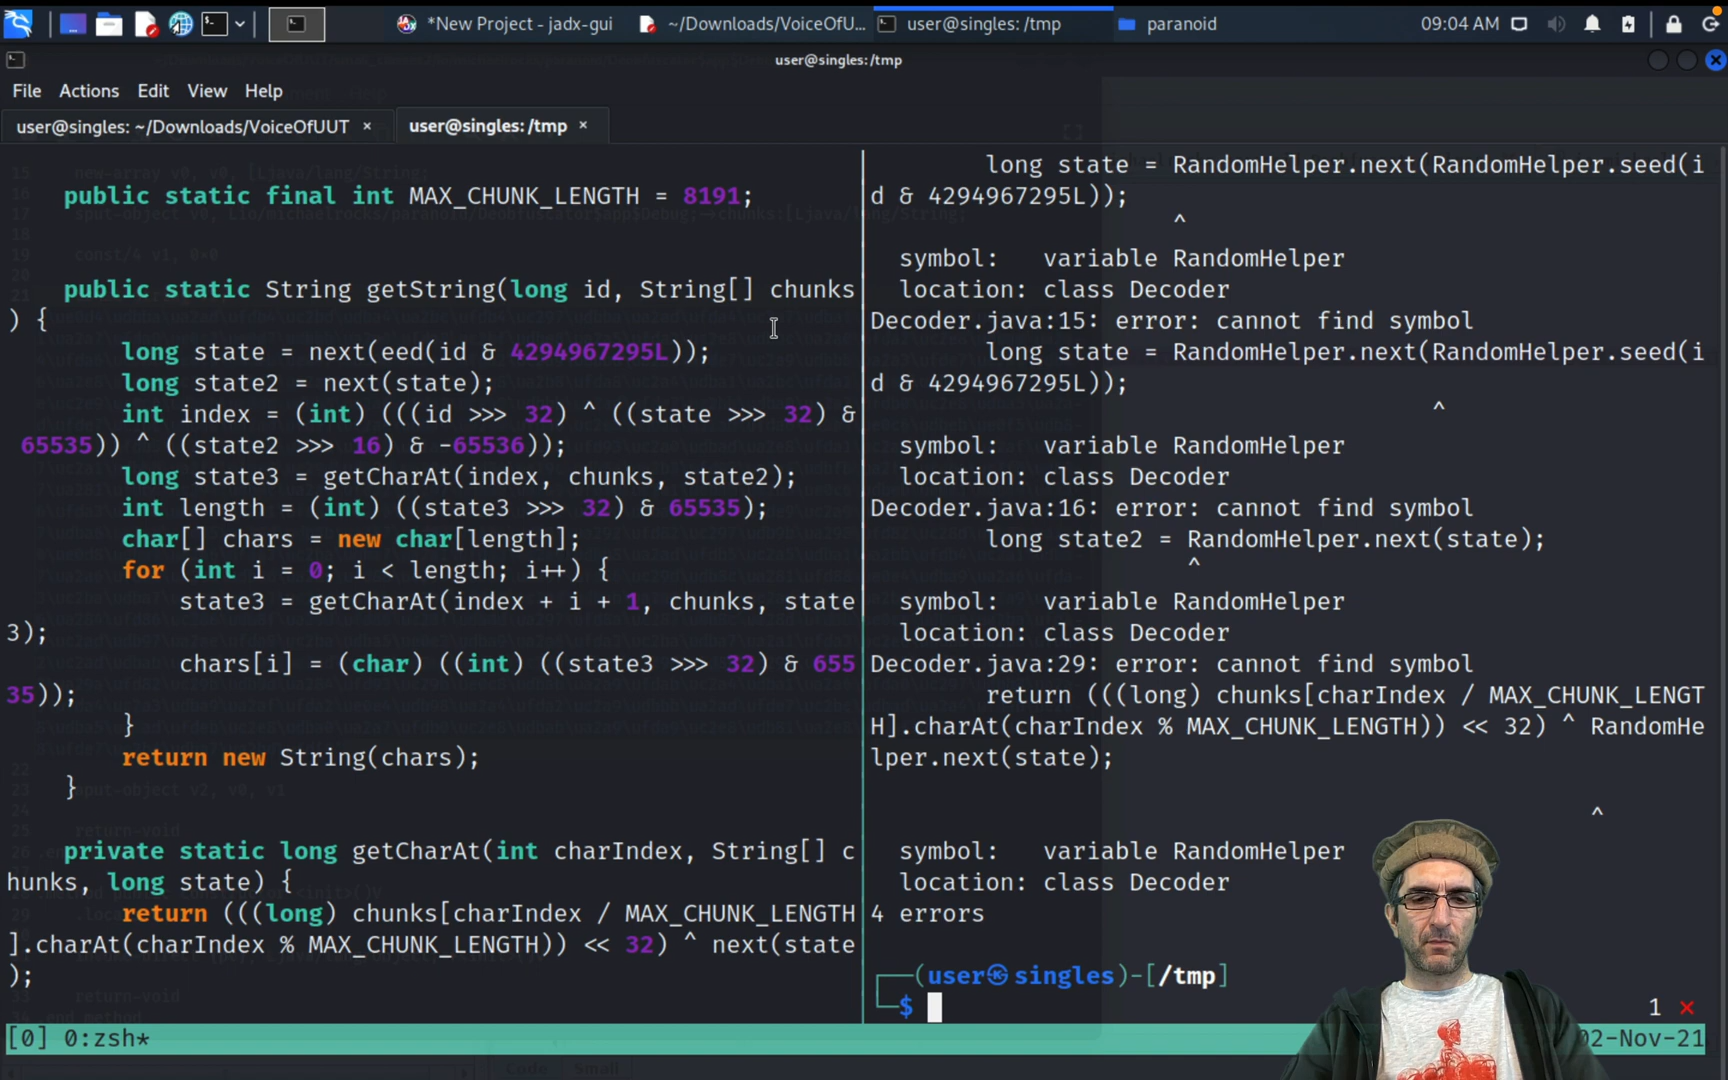 *New Project - jadx-gui
~/Downloads/VoiceOfU...
user@singles: /tmp
paranoid
09:04 AM
user@singles:/tmp
File Actions Edit View Help
user@singles: ~/Downloads/VoiceOfUUT ×
user@singles:/tmp ×
public static final int MAX_CHUNK_LENGTH = 8191;
public static String getString(long id, String[] chunks
) {
long state = next(eed(id & 4294967295L));
long state2 = next(state);
int index = (int) (((id >>> 32) ^ ((state >>> 32) &
65535)) ^ ((state2 >>> 16) & -65536));
long state3 = getCharAt(index, chunks, state2);
int length = (int) ((state3 >>> 32) & 65535);
char[] chars = new char[length];
for (int i = 0; i < length; i++) {
state3 = getCharAt(index + i + 1, chunks, state
3);
chars[i] = (char) ((int) ((state3 >>> 32) & 655
35));
}
return new String(chars);
}
private static long getCharAt(int charIndex, String[] c
hunks, long state) {
return (((long) chunks[charIndex / MAX_CHUNK_LENGTH
].charAt(charIndex % MAX_CHUNK_LENGTH)) << 32) ^ next(state
);
long state = RandomHelper.next(RandomHelper.seed(i
d & 4294967295L));
^
symbol: variable RandomHelper
location: class Decoder
Decoder.java:15: error: cannot find symbol
long state = RandomHelper.next(RandomHelper.seed(i
d & 4294967295L));
^
symbol: variable RandomHelper
location: class Decoder
Decoder.java:16: error: cannot find symbol
long state2 = RandomHelper.next(state);
^
symbol: variable RandomHelper
location: class Decoder
Decoder.java:29: error: cannot find symbol
return (((long) chunks[charIndex / MAX_CHUNK_LENGT
H].charAt(charIndex % MAX_CHUNK_LENGTH)) << 32) ^ RandomHe
lper.next(state);
^
symbol: variable RandomHelper
location: class Decoder
4 errors
(user㉿singles)-[/tmp]
$
1 ×
[0] 0:zsh*
02-Nov-21